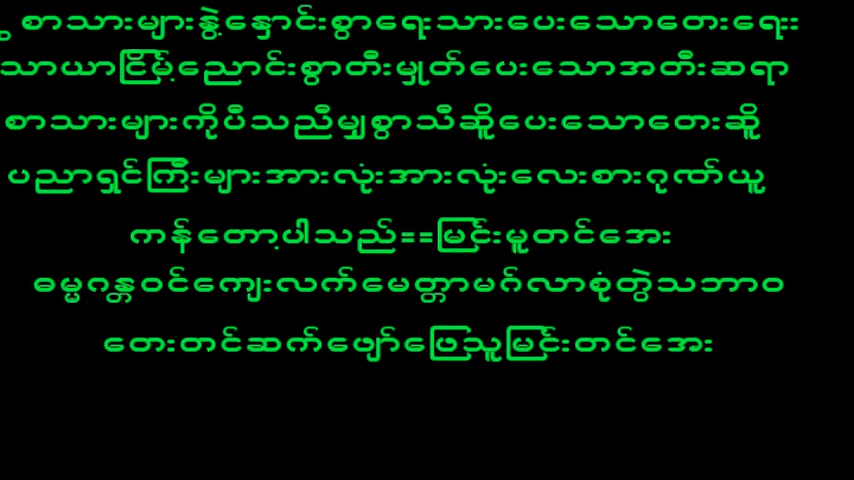 စာသားများနွဲ့နှောင်းစွာရေးသားပေးသောတေးရေး
သာယာငြိမ့်ညောင်းစွာတီးမှုတ်ပေးသောအတီးဆရာ
စာသားများကိုပီသညီမျှစွာသီဆိူပေးသောတေးဆိူ
ပညာရှင်ကြီးများအားလုံးအားလုံးလေးစားဂုဏ်ယူ
ကန်တော့ပါသည်==မြင်းမူတင်အေး
ဓမ္မဂန္တဝင်ကျေးလက်မေတ္တာမဂ်လာစုံတွဲသဘာဝ
တေးတင်ဆက်ဖျော်ဖြေသူမြင်းတင်အေး